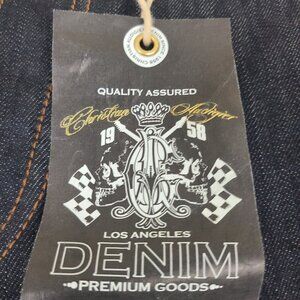 QUALITY ASSURED
Christian Audigier
19 58
LOS ANGELES
DENIM
PREMIUM GOODS